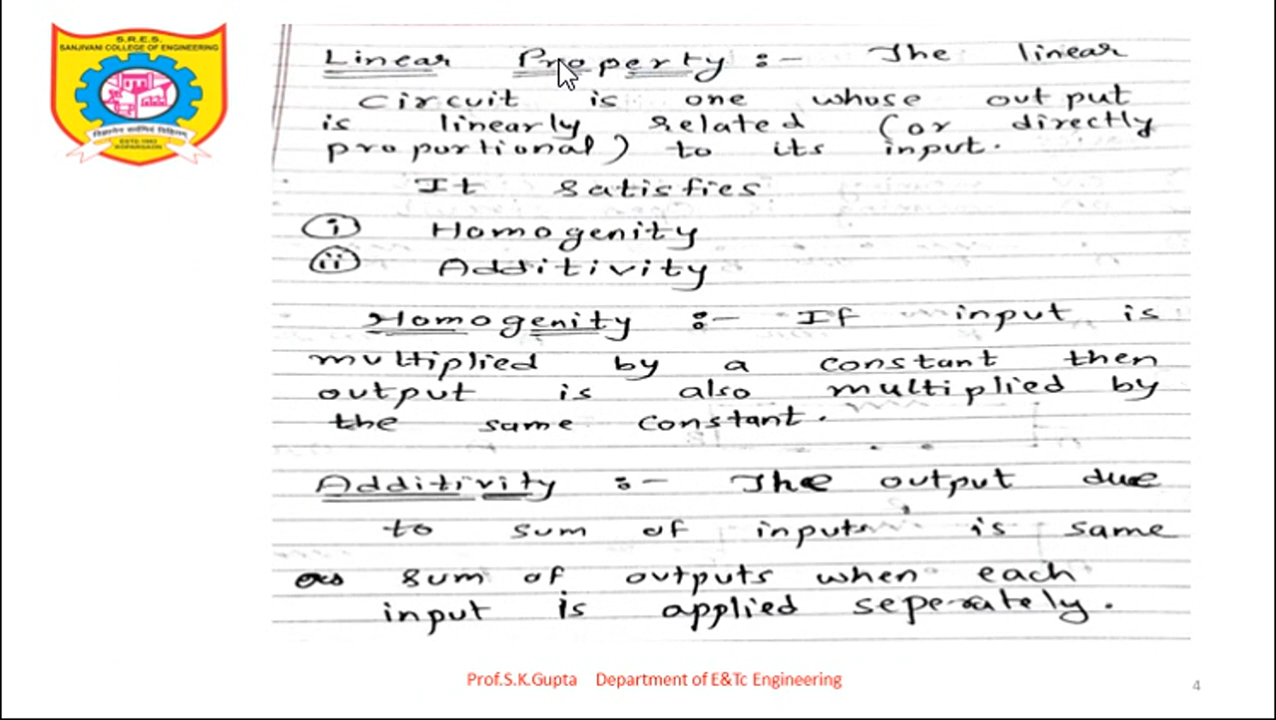 S.R.E.S.
SANJIVANI COLLEGE OF ENGINEERING
ESTD 1983
KOPARGAON
Linear Property :- The linear
circuit is one whose output
is linearly related (or directly
proportional) to its input.
It satisfies
(i) Homogenity
(ii) Additivity
Homogenity :- If input is
multiplied by a constant then
output is also multiplied by
the same constant.
Additivity :- The output due
to sum of inputs is same
as sum of outputs when each
input is applied seperately.
Prof.S.K.Gupta Department of E&Tc Engineering
4